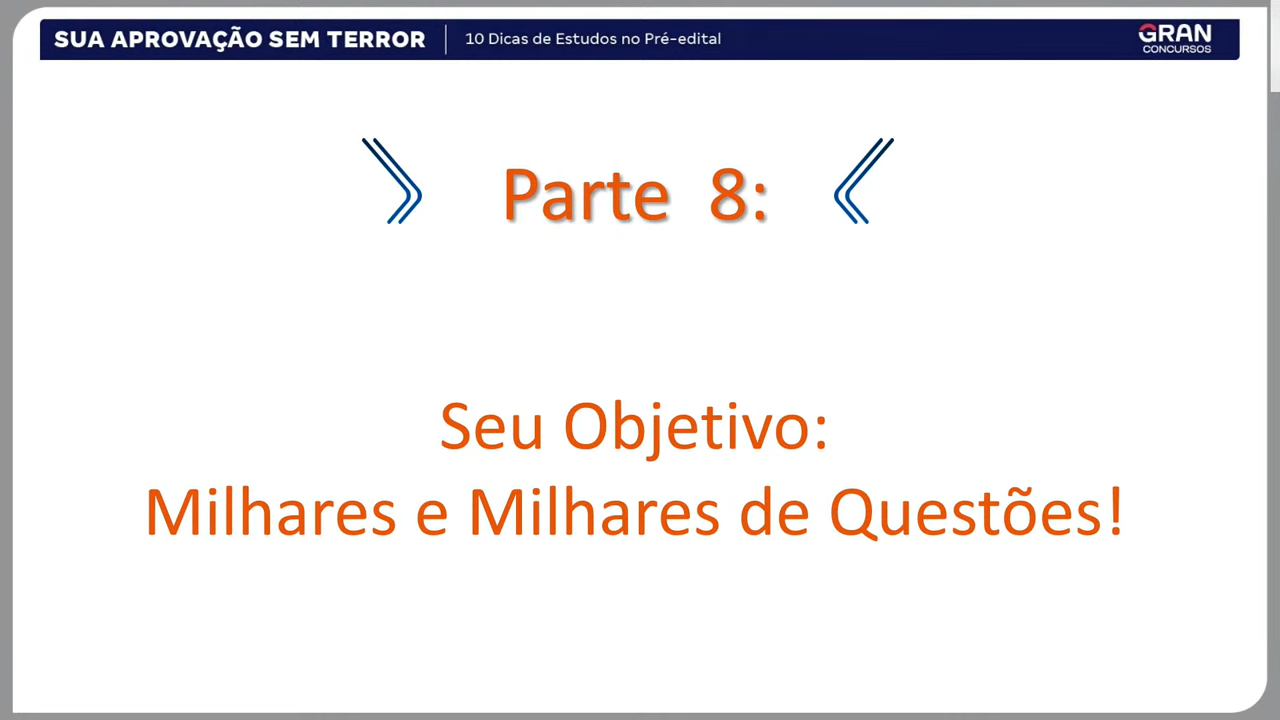 SUA APROVAÇÃO SEM TERROR
10 Dicas de Estudos no Pré-edital
GRAN
CONCURSOS
Parte 8:
Seu Objetivo:
Milhares e Milhares de Questões!